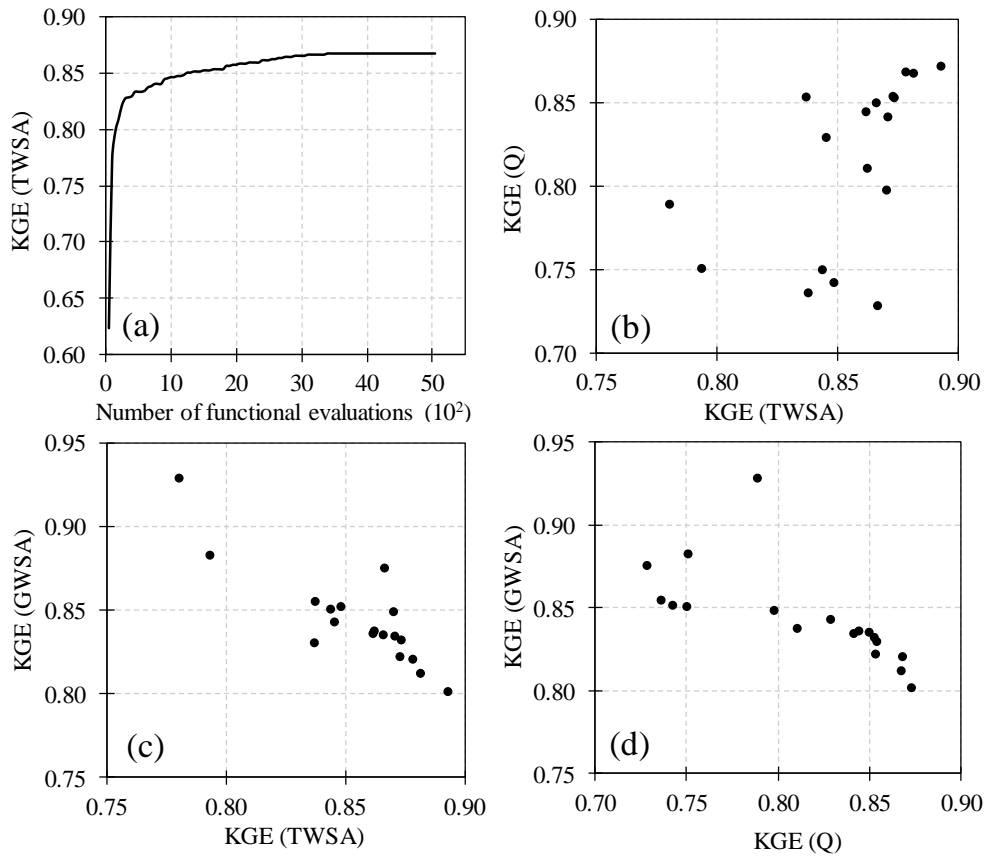 0.90
0.85
0.80
0.75
0.70
0.65
0.60
KGE (TWSA)
(a)
0 10 20 30 40 50
Number of functional evaluations (10²)
0.90
0.85
0.80
0.75
0.70
KGE (Q)
(b)
0.75 0.80 0.85 0.90
KGE (TWSA)
0.95
0.90
0.85
0.80
0.75
KGE (GWSA)
(c)
0.75 0.80 0.85 0.90
KGE (TWSA)
0.95
0.90
0.85
0.80
0.75
KGE (GWSA)
(d)
0.70 0.75 0.80 0.85 0.90
KGE (Q)